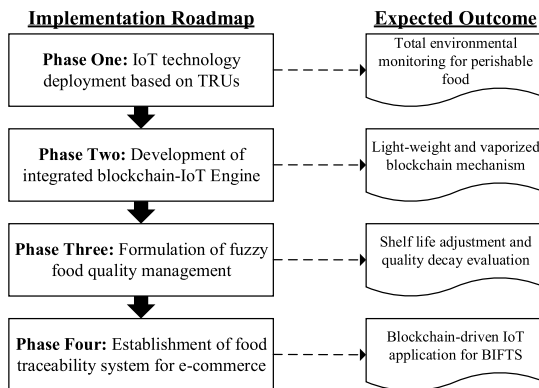 Implementation Roadmap
Expected Outcome
Phase One: IoT technology
deployment based on TRUs
Total environmental
monitoring for perishable
food
Phase Two: Development of
integrated blockchain-IoT Engine
Light-weight and vaporized
blockchain mechanism
Phase Three: Formulation of fuzzy
food quality management
Shelf life adjustment and
quality decay evaluation
Phase Four: Establishment of food
traceability system for e-commerce
Blockchain-driven IoT
application for BIFTS